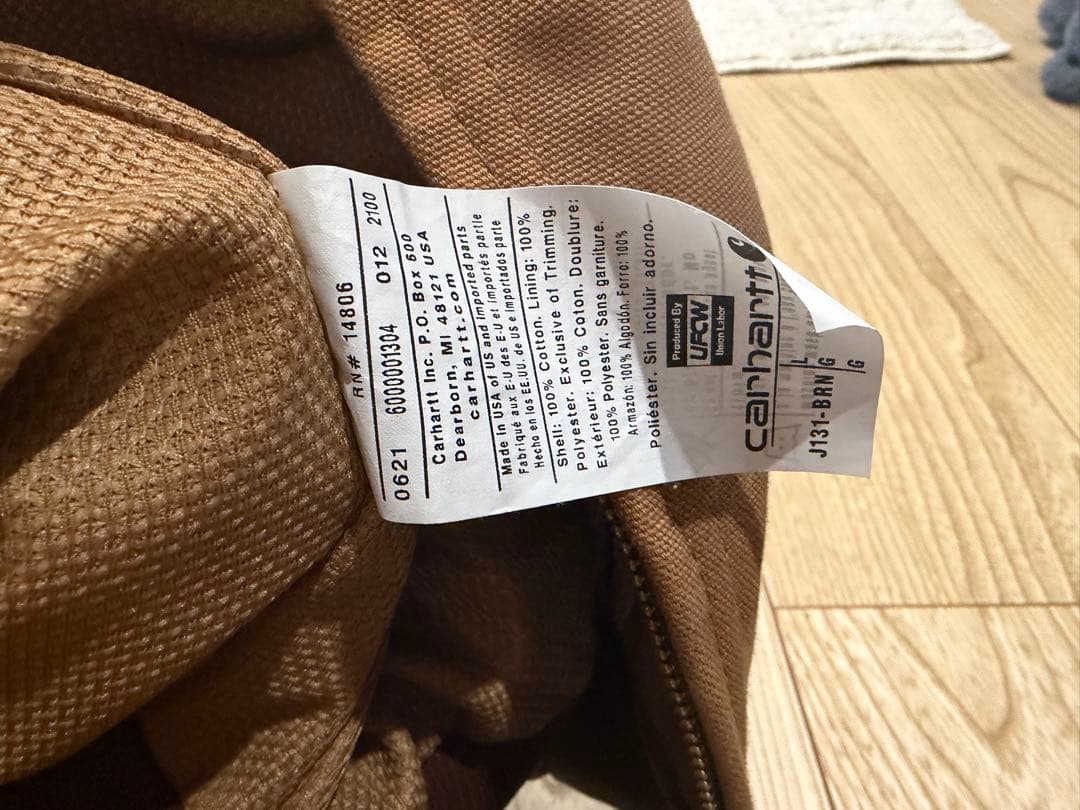 carhartt
J131-BRN
L
G
/G
Produced By
UFCW
Union Labor
Shell: 100% Cotton. Lining: 100%
Polyester. Exclusive of Trimming.
Extérieur: 100% Coton. Doublure:
100% Polyester. Sans garniture.
Armazón: 100% Algodón. Forro: 100%
Poliéster. Sin incluir adorno.
Made in USA of US and imported parts
Fabriqué aux E-U des E-U et importés partie
Hecho en los EE.UU. de US e importados parte
Carhartt Inc. P.O. Box 600
Dearborn, MI 48121 USA
carhartt.com
0621 6000001304 012 2100
RN# 14806